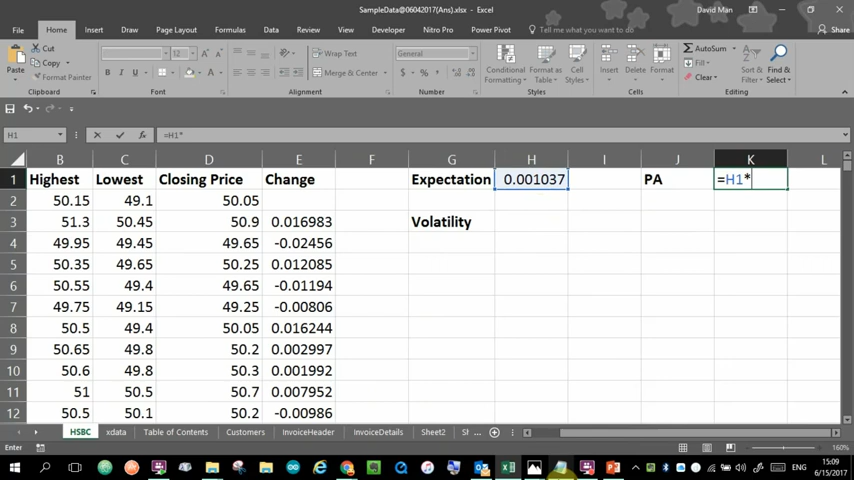 SampleData@06042017(Ans).xlsx - Excel
David Man
File Home Insert Draw Page Layout Formulas Data Review View Developer Nitro Pro Power Pivot Tell me what you want to do Share
Paste
Cut
Copy
Format Painter
Clipboard
12
B I U
Font
Wrap Text
Merge & Center
Alignment
General
$ % ,
Number
Conditional Formatting
Format as Table
Cell Styles
Styles
Insert Delete Format
Cells
AutoSum
Fill
Clear
Sort & Filter
Find & Select
Editing
H1 =H1*
B C D E F G H I J K L
1 Highest Lowest Closing Price Change Expectation 0.001037 PA =H1*
2 50.15 49.1 50.05
3 51.3 50.45 50.9 0.016983 Volatility
4 49.95 49.45 49.65 -0.02456
5 50.35 49.65 50.25 0.012085
6 50.55 49.4 49.65 -0.01194
7 49.75 49.15 49.25 -0.00806
8 50.5 49.4 50.05 0.016244
9 50.65 49.8 50.2 0.002997
10 50.6 49.8 50.3 0.001992
11 51 50.5 50.7 0.007952
12 50.5 50.1 50.2 -0.00986
HSBC xdata Table of Contents Customers InvoiceHeader InvoiceDetails Sheet2 Sh ...
Enter 160%
ENG 15:09
6/15/2017